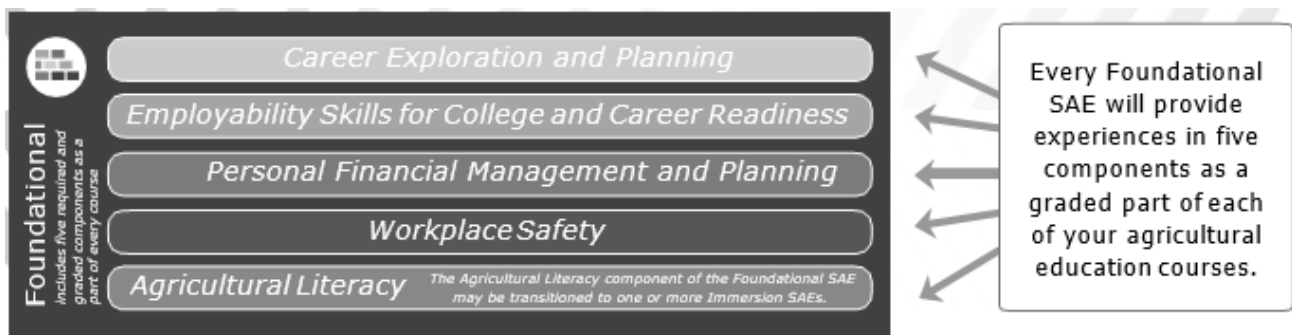 Foundational
includes five required and
graded components as a
part of every course
Career Exploration and Planning
Employability Skills for College and Career Readiness
Personal Financial Management and Planning
Workplace Safety
Agricultural Literacy
The Agricultural Literacy component of the Foundational SAE
may be transitioned to one or more Immersion SAEs.
Every Foundational
SAE will provide
experiences in five
components as a
graded part of each
of your agricultural
education courses.